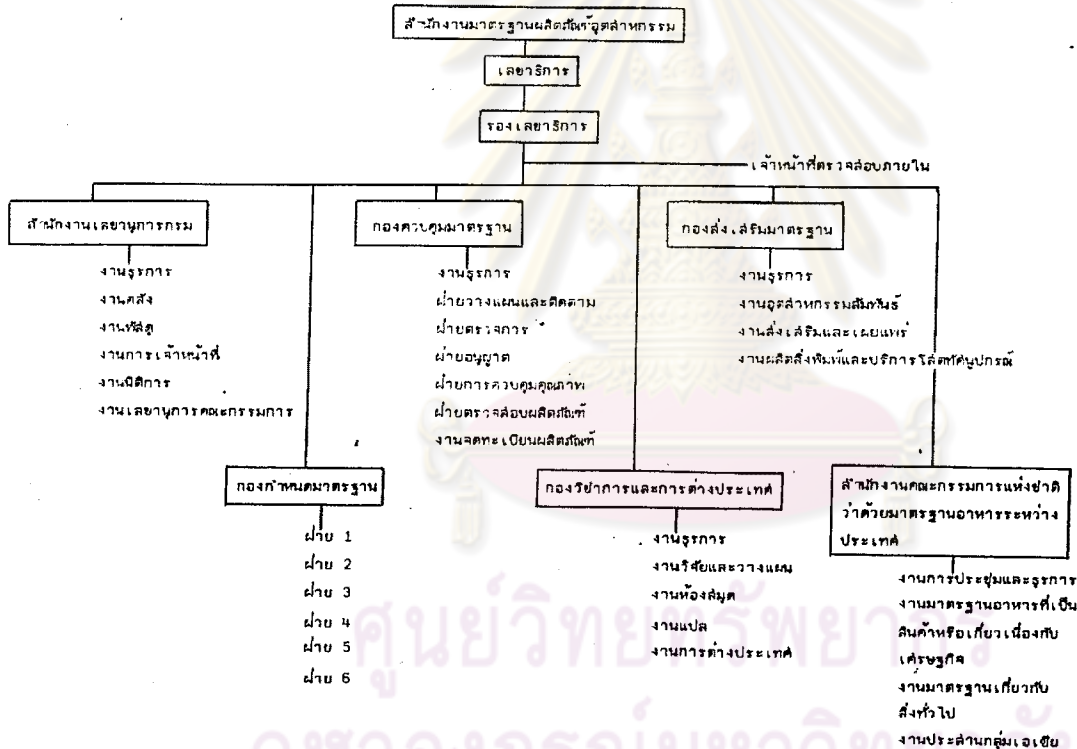 สำนักงานมาตรฐานผลิตภัณฑ์อุตสาหกรรม
เลขาธิการ
รองเลขาธิการ
เจ้าหน้าที่ตรวจสอบภายใน
สำนักงานเลขานุการกรม
งานธุรการ
งานคลัง
งานพัสดุ
งานการเจ้าหน้าที่
งานนิติการ
งานเลขานุการคณะกรรมการ
กองควบคุมมาตรฐาน
งานธุรการ
ฝ่ายวางแผนและติดตาม
ฝ่ายตรวจการ
ฝ่ายอนุญาต
ฝ่ายการควบคุมคุณภาพ
ฝ่ายตรวจสอบผลิตภัณฑ์
งานจดทะเบียนผลิตภัณฑ์
กองส่งเสริมมาตรฐาน
งานธุรการ
งานอุตสาหกรรมสัมพันธ์
งานส่งเสริมและเผยแพร่
งานผลิตสิ่งพิมพ์และบริการโสตทัศนูปกรณ์
กองกำหนดมาตรฐาน
ฝ่าย 1
ฝ่าย 2
ฝ่าย 3
ฝ่าย 4
ฝ่าย 5
ฝ่าย 6
กองวิชาการและการต่างประเทศ
งานธุรการ
งานวิจัยและวางแผน
งานห้องสมุด
งานแปล
งานการต่างประเทศ
สำนักงานคณะกรรมการแห่งชาติ
ว่าด้วยมาตรฐานอาหารระหว่าง
ประเทศ
งานการประชุมและธุรการ
งานมาตรฐานอาหารที่เป็น
สินค้าหรือเกี่ยวเนื่องกับ
เศรษฐกิจ
งานมาตรฐานเกี่ยวกับ
สิ่งทั่วไป
งานประสานกลุ่มเอเซีย
ศูนย์วิทยทรัพยากร
จุฬาลงกรณ์มหาวิทยาลัย